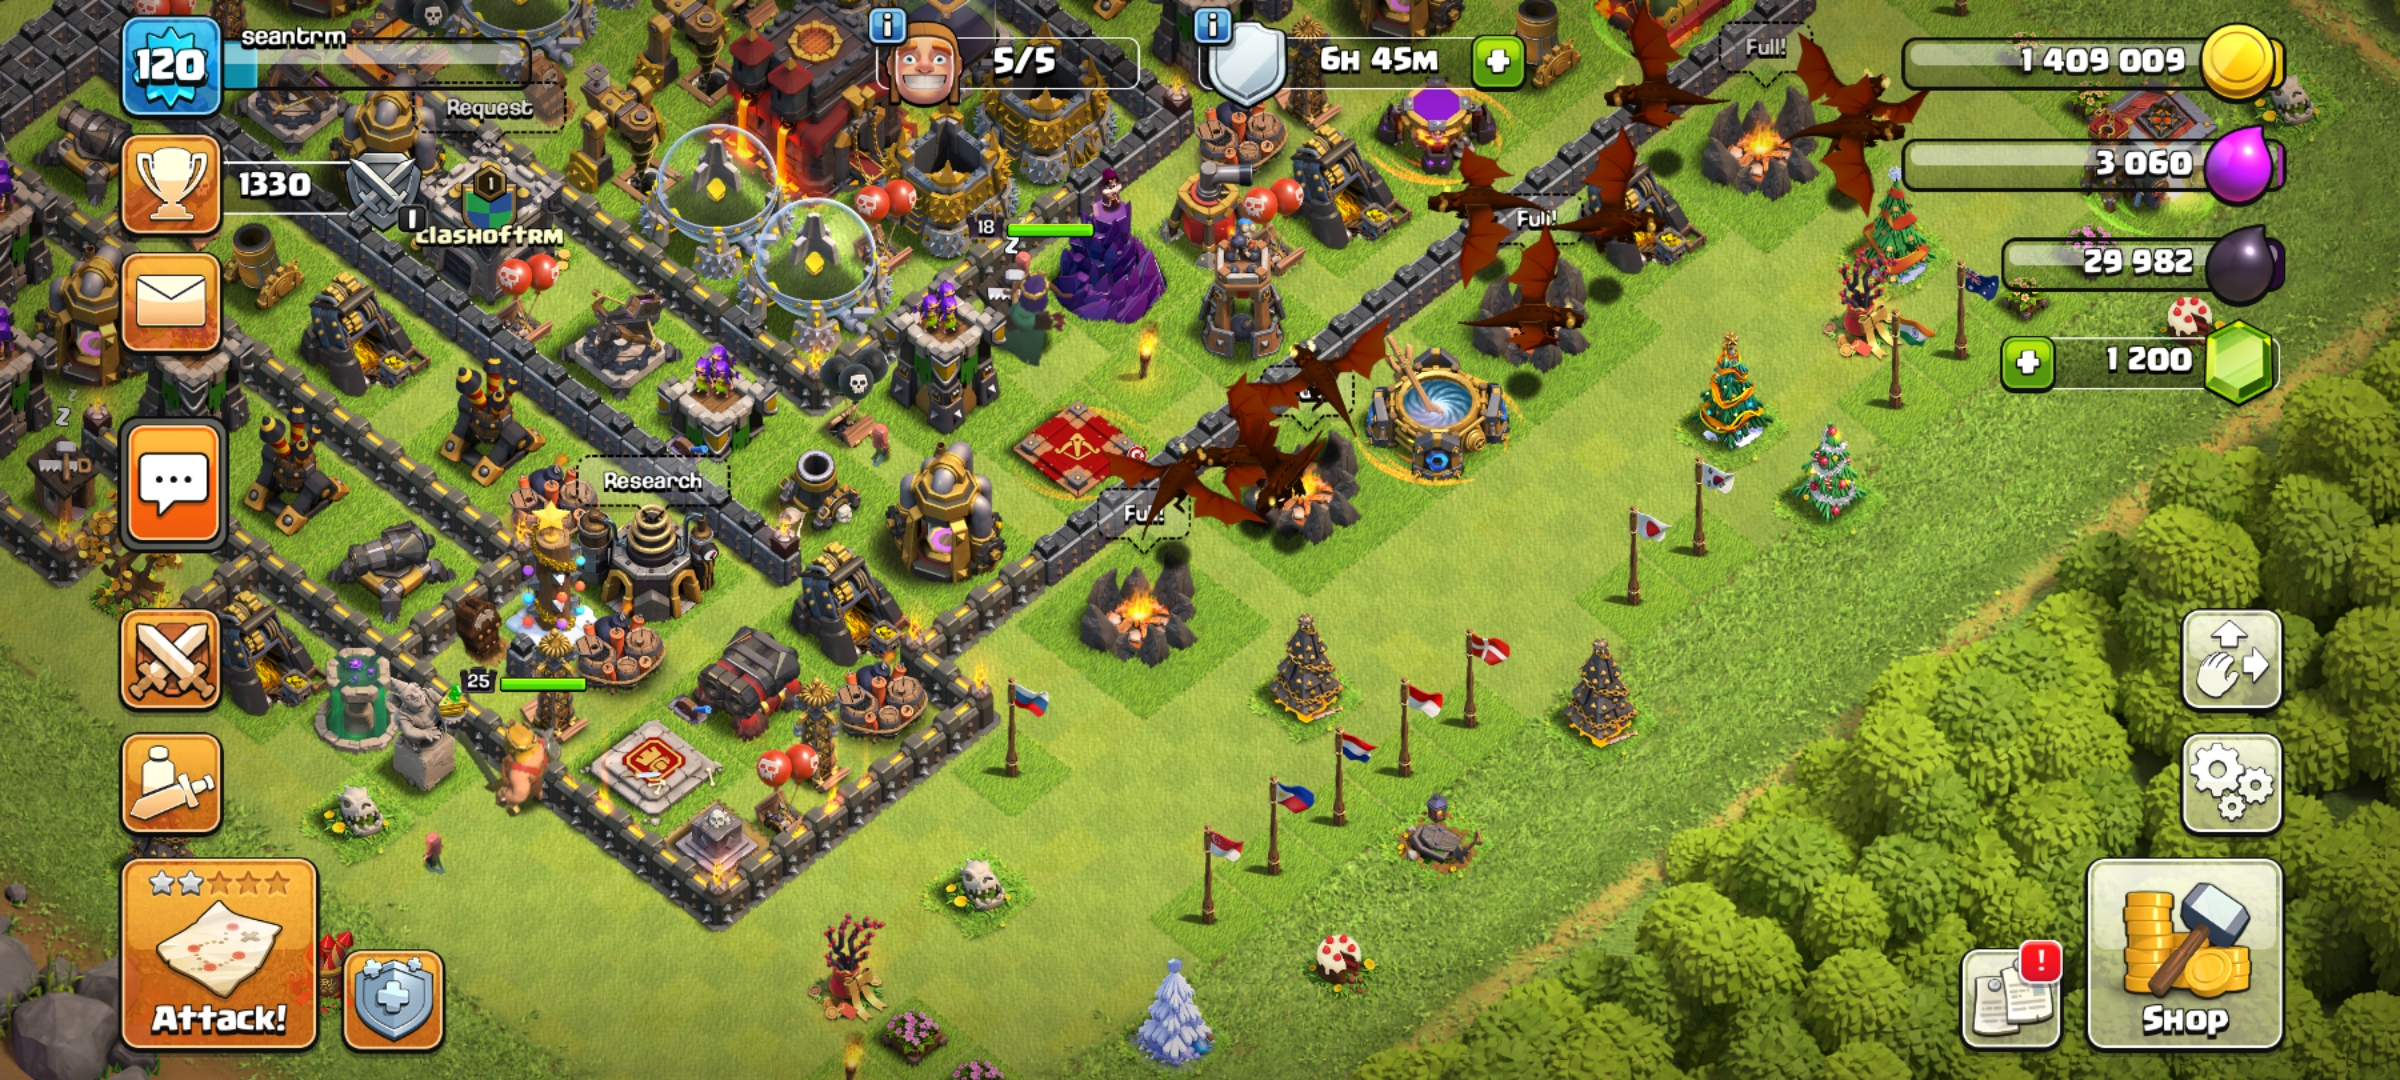 120
seantrm
5/5
6H 45M
Full!
1 409 009
Request
3 060
1330
1
I
clashoftRM
18
Full!
z
29 982
1 200
z
Research
Full!
25
Attack!
!
Shop